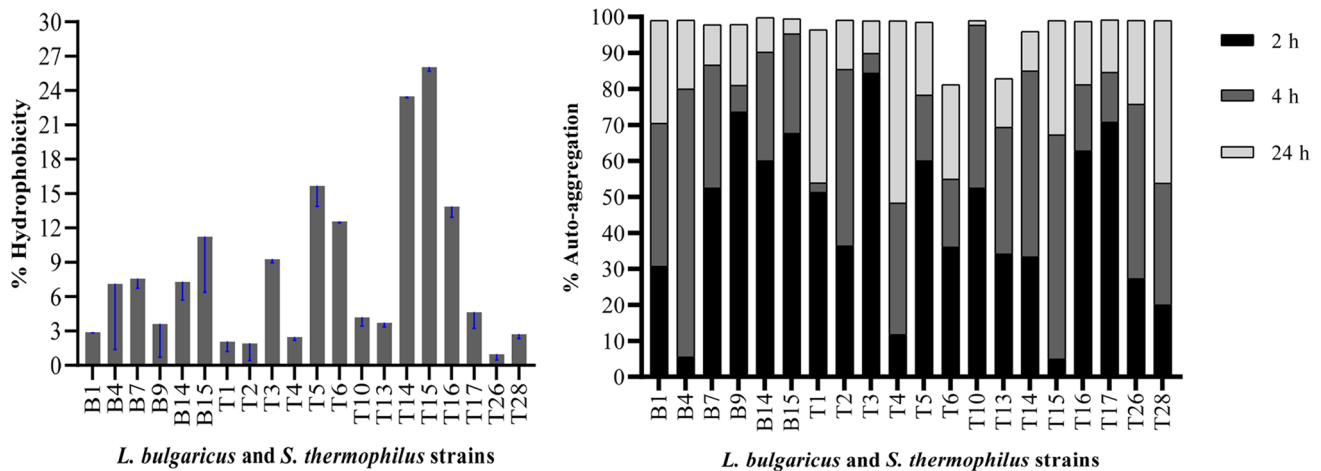 % Hydrophobicity
30
27
24
21
18
15
12
9
6
3
0
B1 B4 B7 B9 B14 B15 T1 T2 T3 T4 T5 T6 T10 T13 T14 T15 T16 T17 T26 T28
L. bulgaricus and S. thermophilus strains
% Auto-aggregation
100
90
80
70
60
50
40
30
20
10
0
B1 B4 B7 B9 B14 B15 T1 T2 T3 T4 T5 T6 T10 T13 T14 T15 T16 T17 T26 T28
L. bulgaricus and S. thermophilus strains
2 h
4 h
24 h